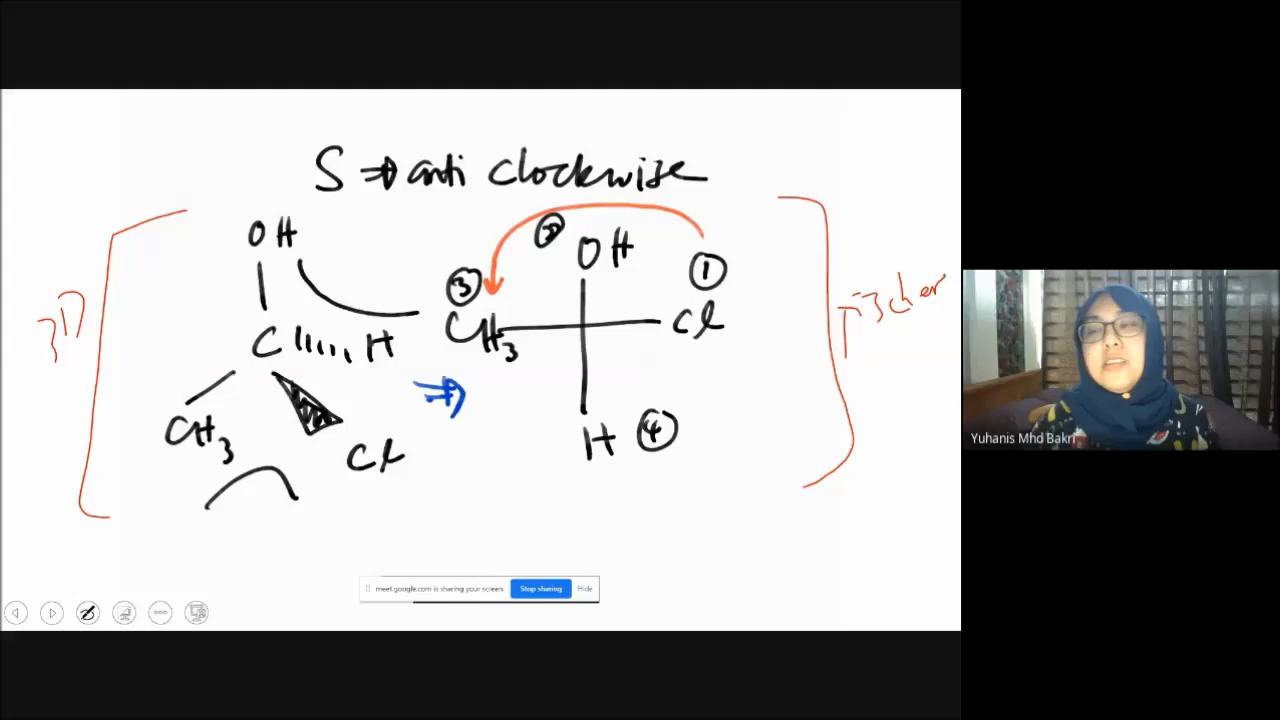 S ⇒ anti clockwise
OH
C H
CH3
Cl
3D
②
OH
③
①
CH3 Cl
H ④
Fischer
⇒
Yuhanis Mhd Bakri
meet.google.com is sharing your screen. Stop sharing Hide